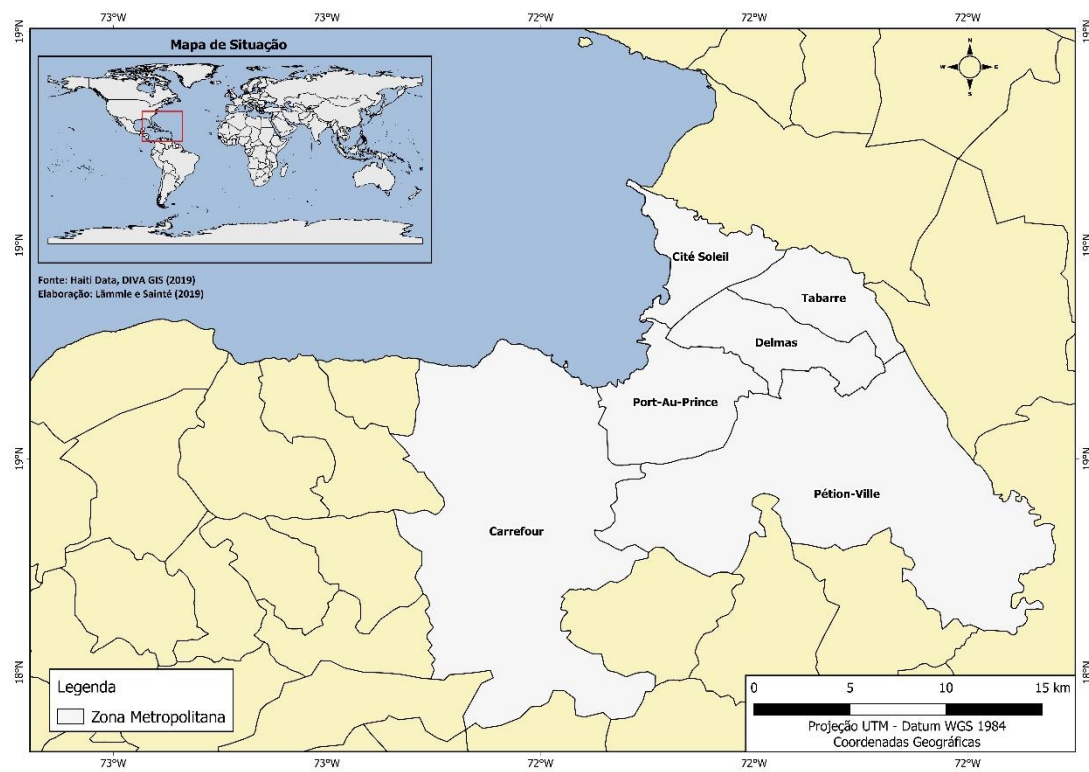 73°W 73°W 72°W 72°W 72°W
19°N 19°N
Mapa de Situação
N
W E
S
Fonte: Haiti Data, DIVA GIS (2019)
Elaboração: Lämmle e Sainté (2019)
19°N 19°N
Cité Soleil
Tabarre
Delmas
Port-Au-Prince
19°N 19°N
Pétion-Ville
Carrefour
18°N 18°N
Legenda
Zona Metropolitana
0 5 10 15 km
Projeção UTM - Datum WGS 1984
Coordenadas Geográficas
73°W 73°W 72°W 72°W 72°W